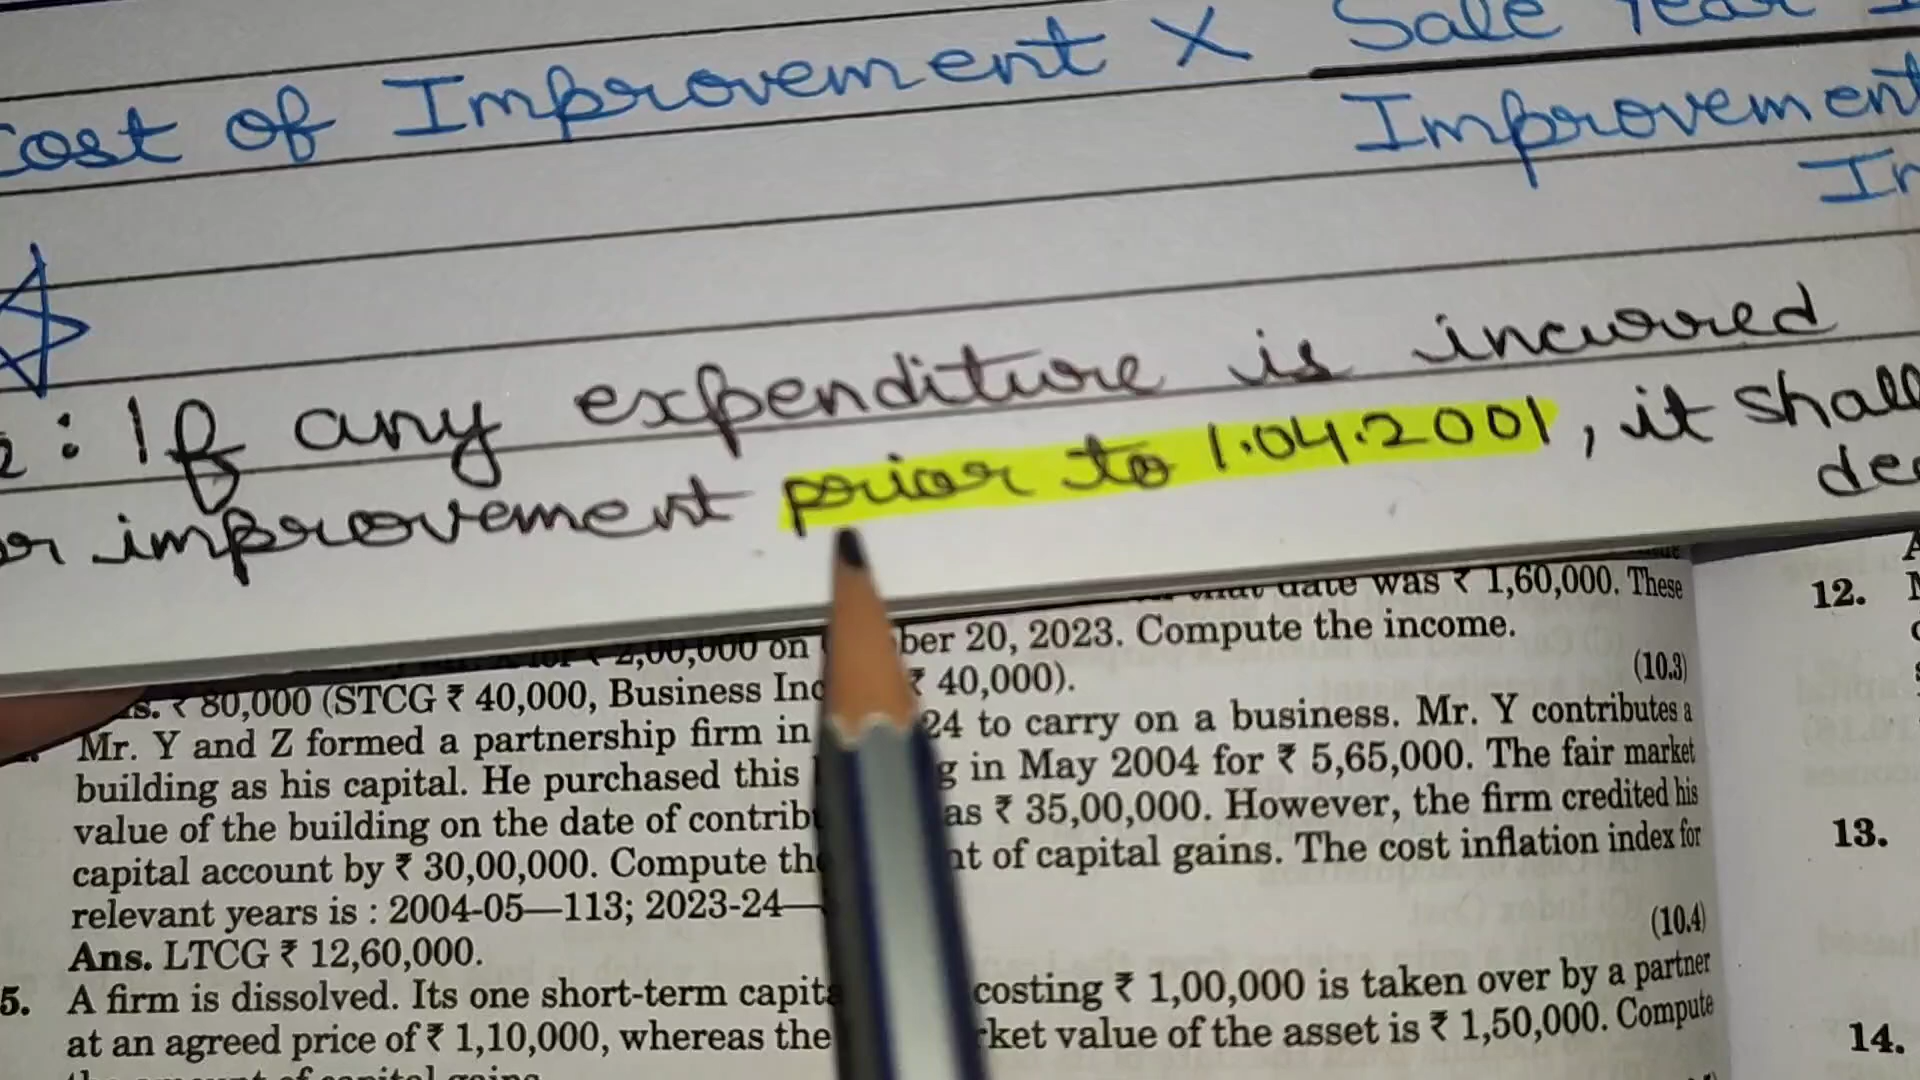 Cost of Improvement X Sale Year
Improvement
: If any expenditure is incurred
or improvement prior to 1.04.2001, it shall
date was ₹ 1,60,000. These
2,00,000 on ber 20, 2023. Compute the income.
s. ₹ 80,000 (STCG ₹ 40,000, Business Inc ₹ 40,000).
(10.3)
Mr. Y and Z formed a partnership firm in 24 to carry on a business. Mr. Y contributes a
building as his capital. He purchased this g in May 2004 for ₹ 5,65,000. The fair market
value of the building on the date of contrib as ₹ 35,00,000. However, the firm credited his
capital account by ₹ 30,00,000. Compute th nt of capital gains. The cost inflation index for
relevant years is : 2004-05—113; 2023-24—
(10.4)
Ans. LTCG ₹ 12,60,000.
5. A firm is dissolved. Its one short-term capit costing ₹ 1,00,000 is taken over by a partner
at an agreed price of ₹ 1,10,000, whereas the ket value of the asset is ₹ 1,50,000. Compute
12.
13.
14.